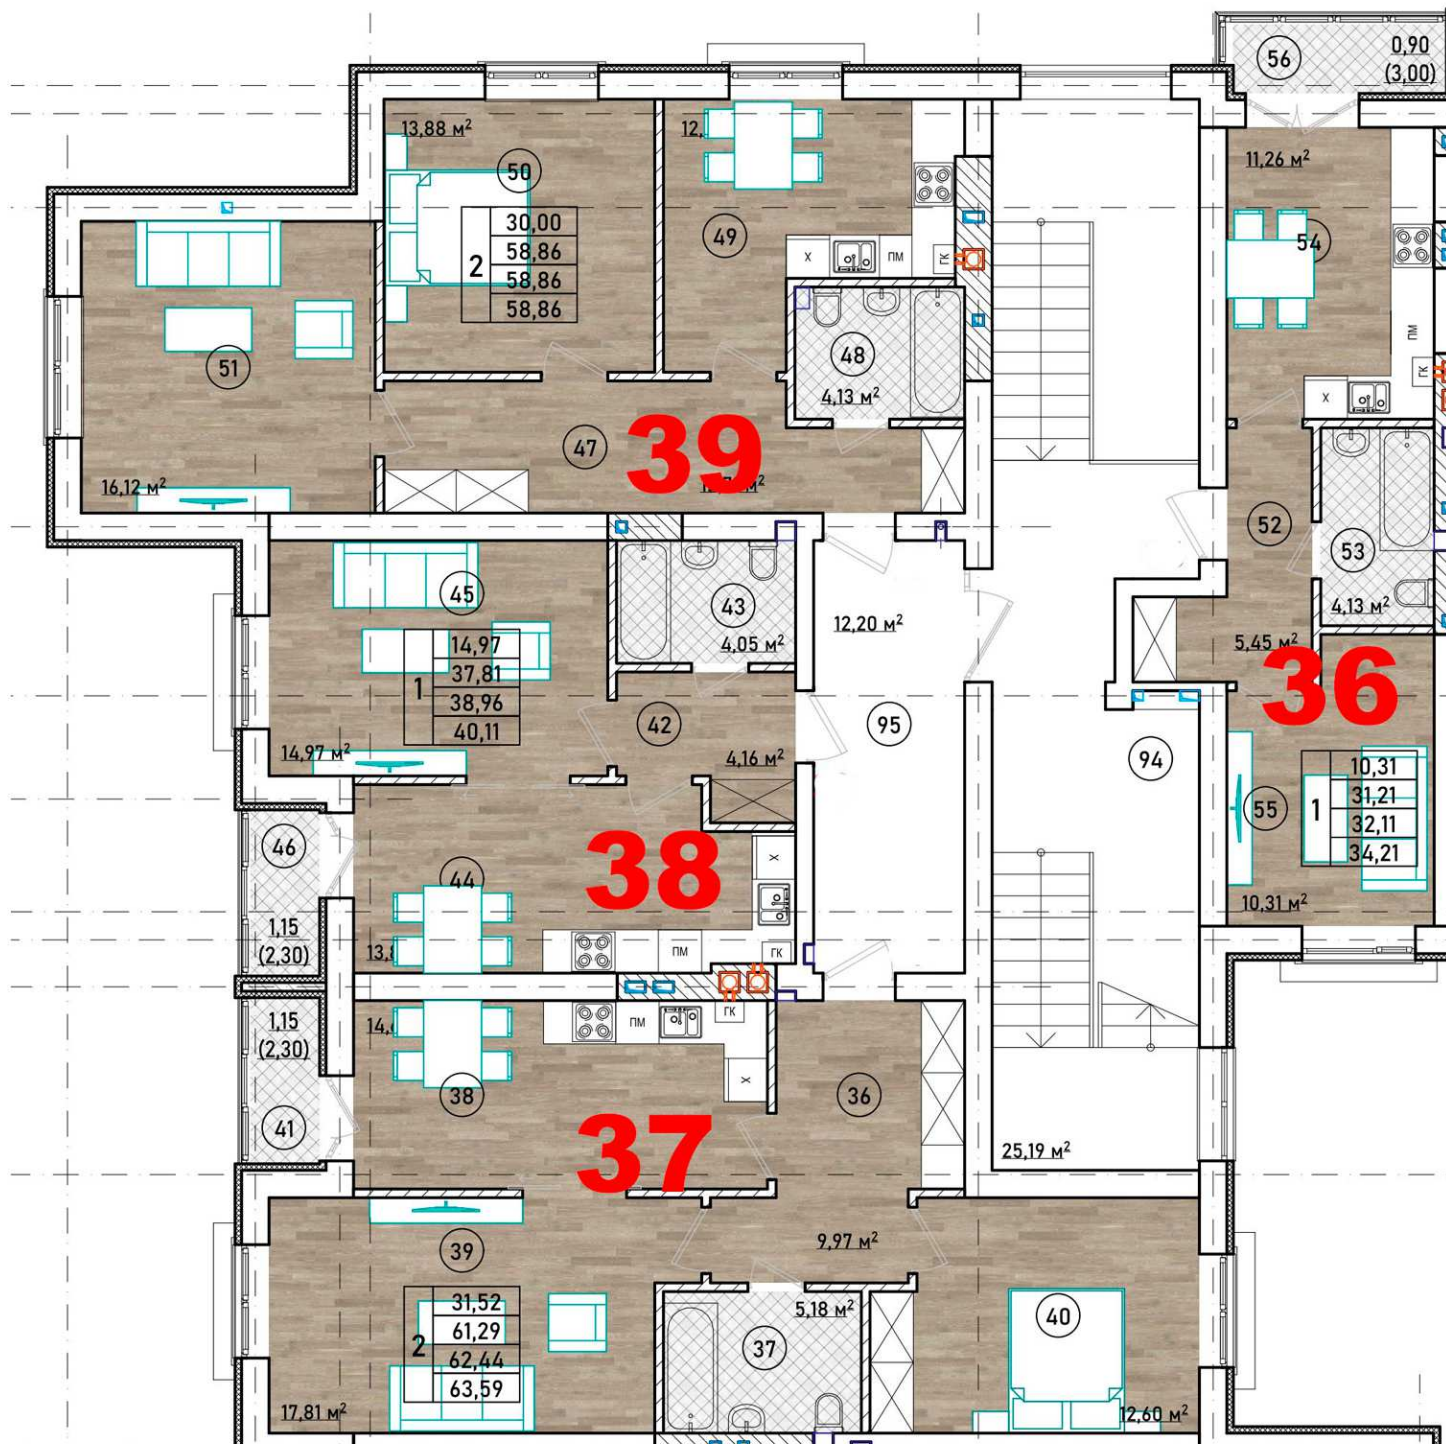 56
0,90
(3,00)
13,88 м²
50
2
30,00
58,86
58,86
58,86
49
Х
ПМ
ГК
48
4,13 м²
51
16,12 м²
47
39
11,26 м²
54
ПМ
ГК
Х
52
53
4,13 м²
5,45 м²
36
55
1
10,31
31,21
32,11
34,21
10,31 м²
45
1
14,97
37,81
38,96
40,11
14,97 м²
43
4,05 м²
12,20 м²
42
4,16 м²
95
94
46
1,15
(2,30)
44
38
Х
ПМ
ГК
1,15
(2,30)
41
ПМ
ГК
Х
38
37
36
25,19 м²
39
2
31,52
61,29
62,44
63,59
17,81 м²
9,97 м²
5,18 м²
37
40
12,60 м²